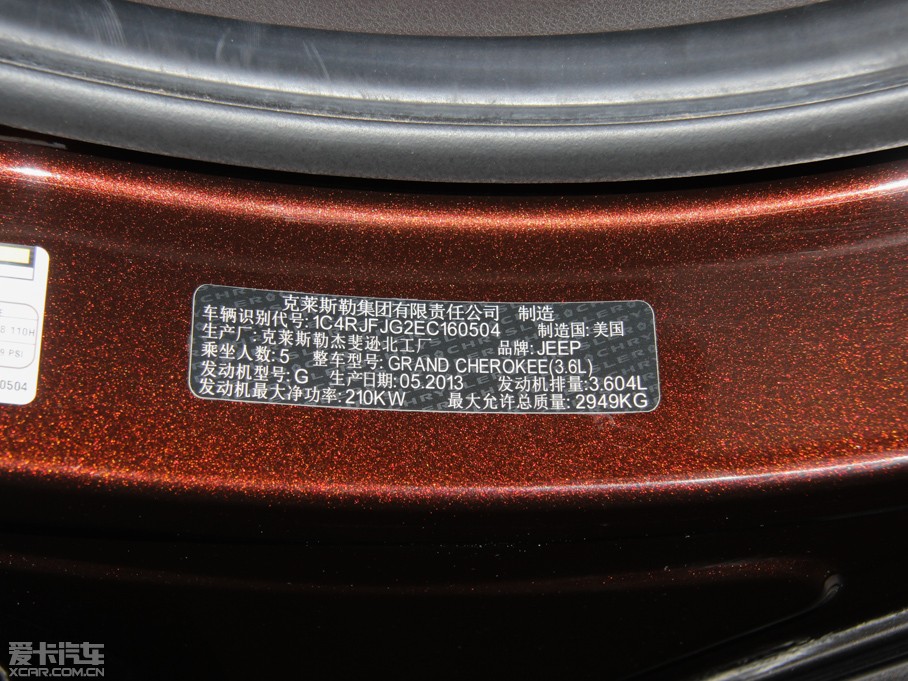 克莱斯勒集团有限责任公司 制造
车辆识别代号: 1C4RJFJG2EC160504 制造国: 美国
生产厂: 克莱斯勒杰斐逊北工厂 品牌: JEEP
乘坐人数: 5 整车型号: GRAND CHEROKEE(3.6L)
发动机型号: G 生产日期: 05.2013 发动机排量: 3.604L
发动机最大净功率: 210KW 最大允许总质量: 2949KG
110H
PSI
0504
爱卡汽车
XCAR.COM.CN